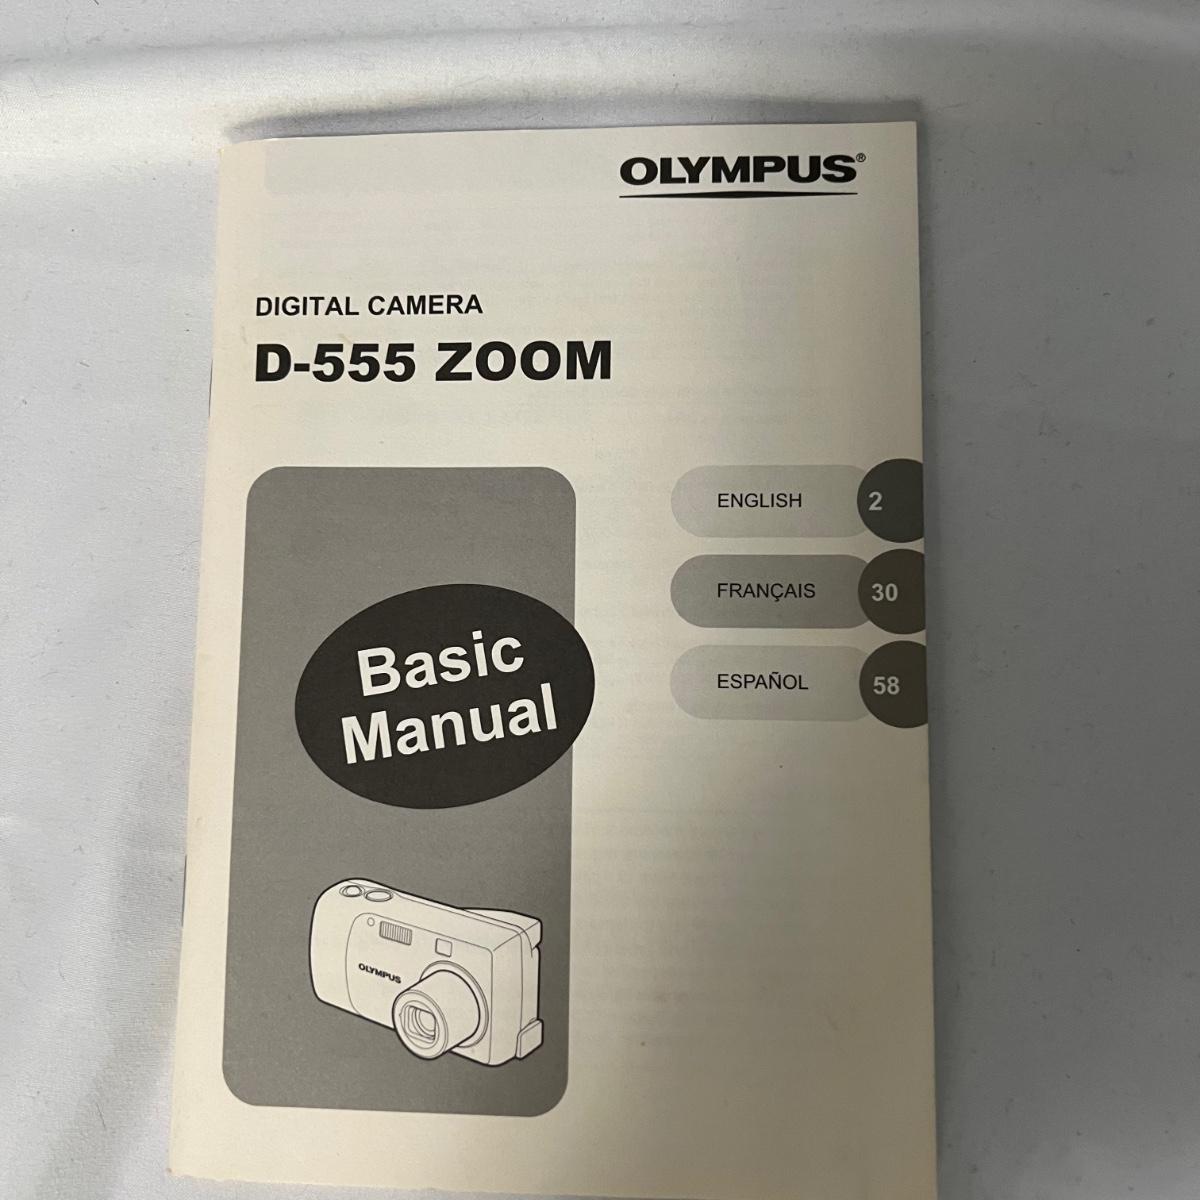 OLYMPUS®
DIGITAL CAMERA
D-555 ZOOM
ENGLISH 2
FRANÇAIS 30
ESPAÑOL 58
Basic
Manual
OLYMPUS